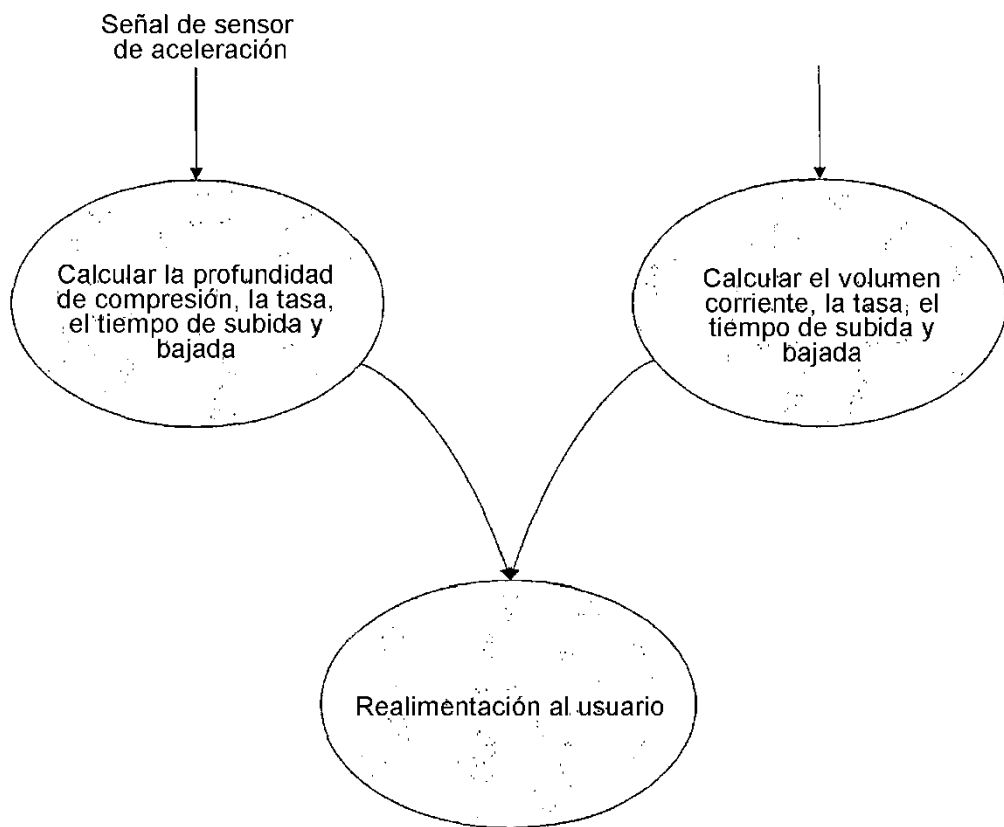 Señal de sensor
de aceleración
Calcular la profundidad
de compresión, la tasa,
el tiempo de subida y
bajada
Calcular el volumen
corriente, la tasa, el
tiempo de subida y
bajada
Realimentación al usuario